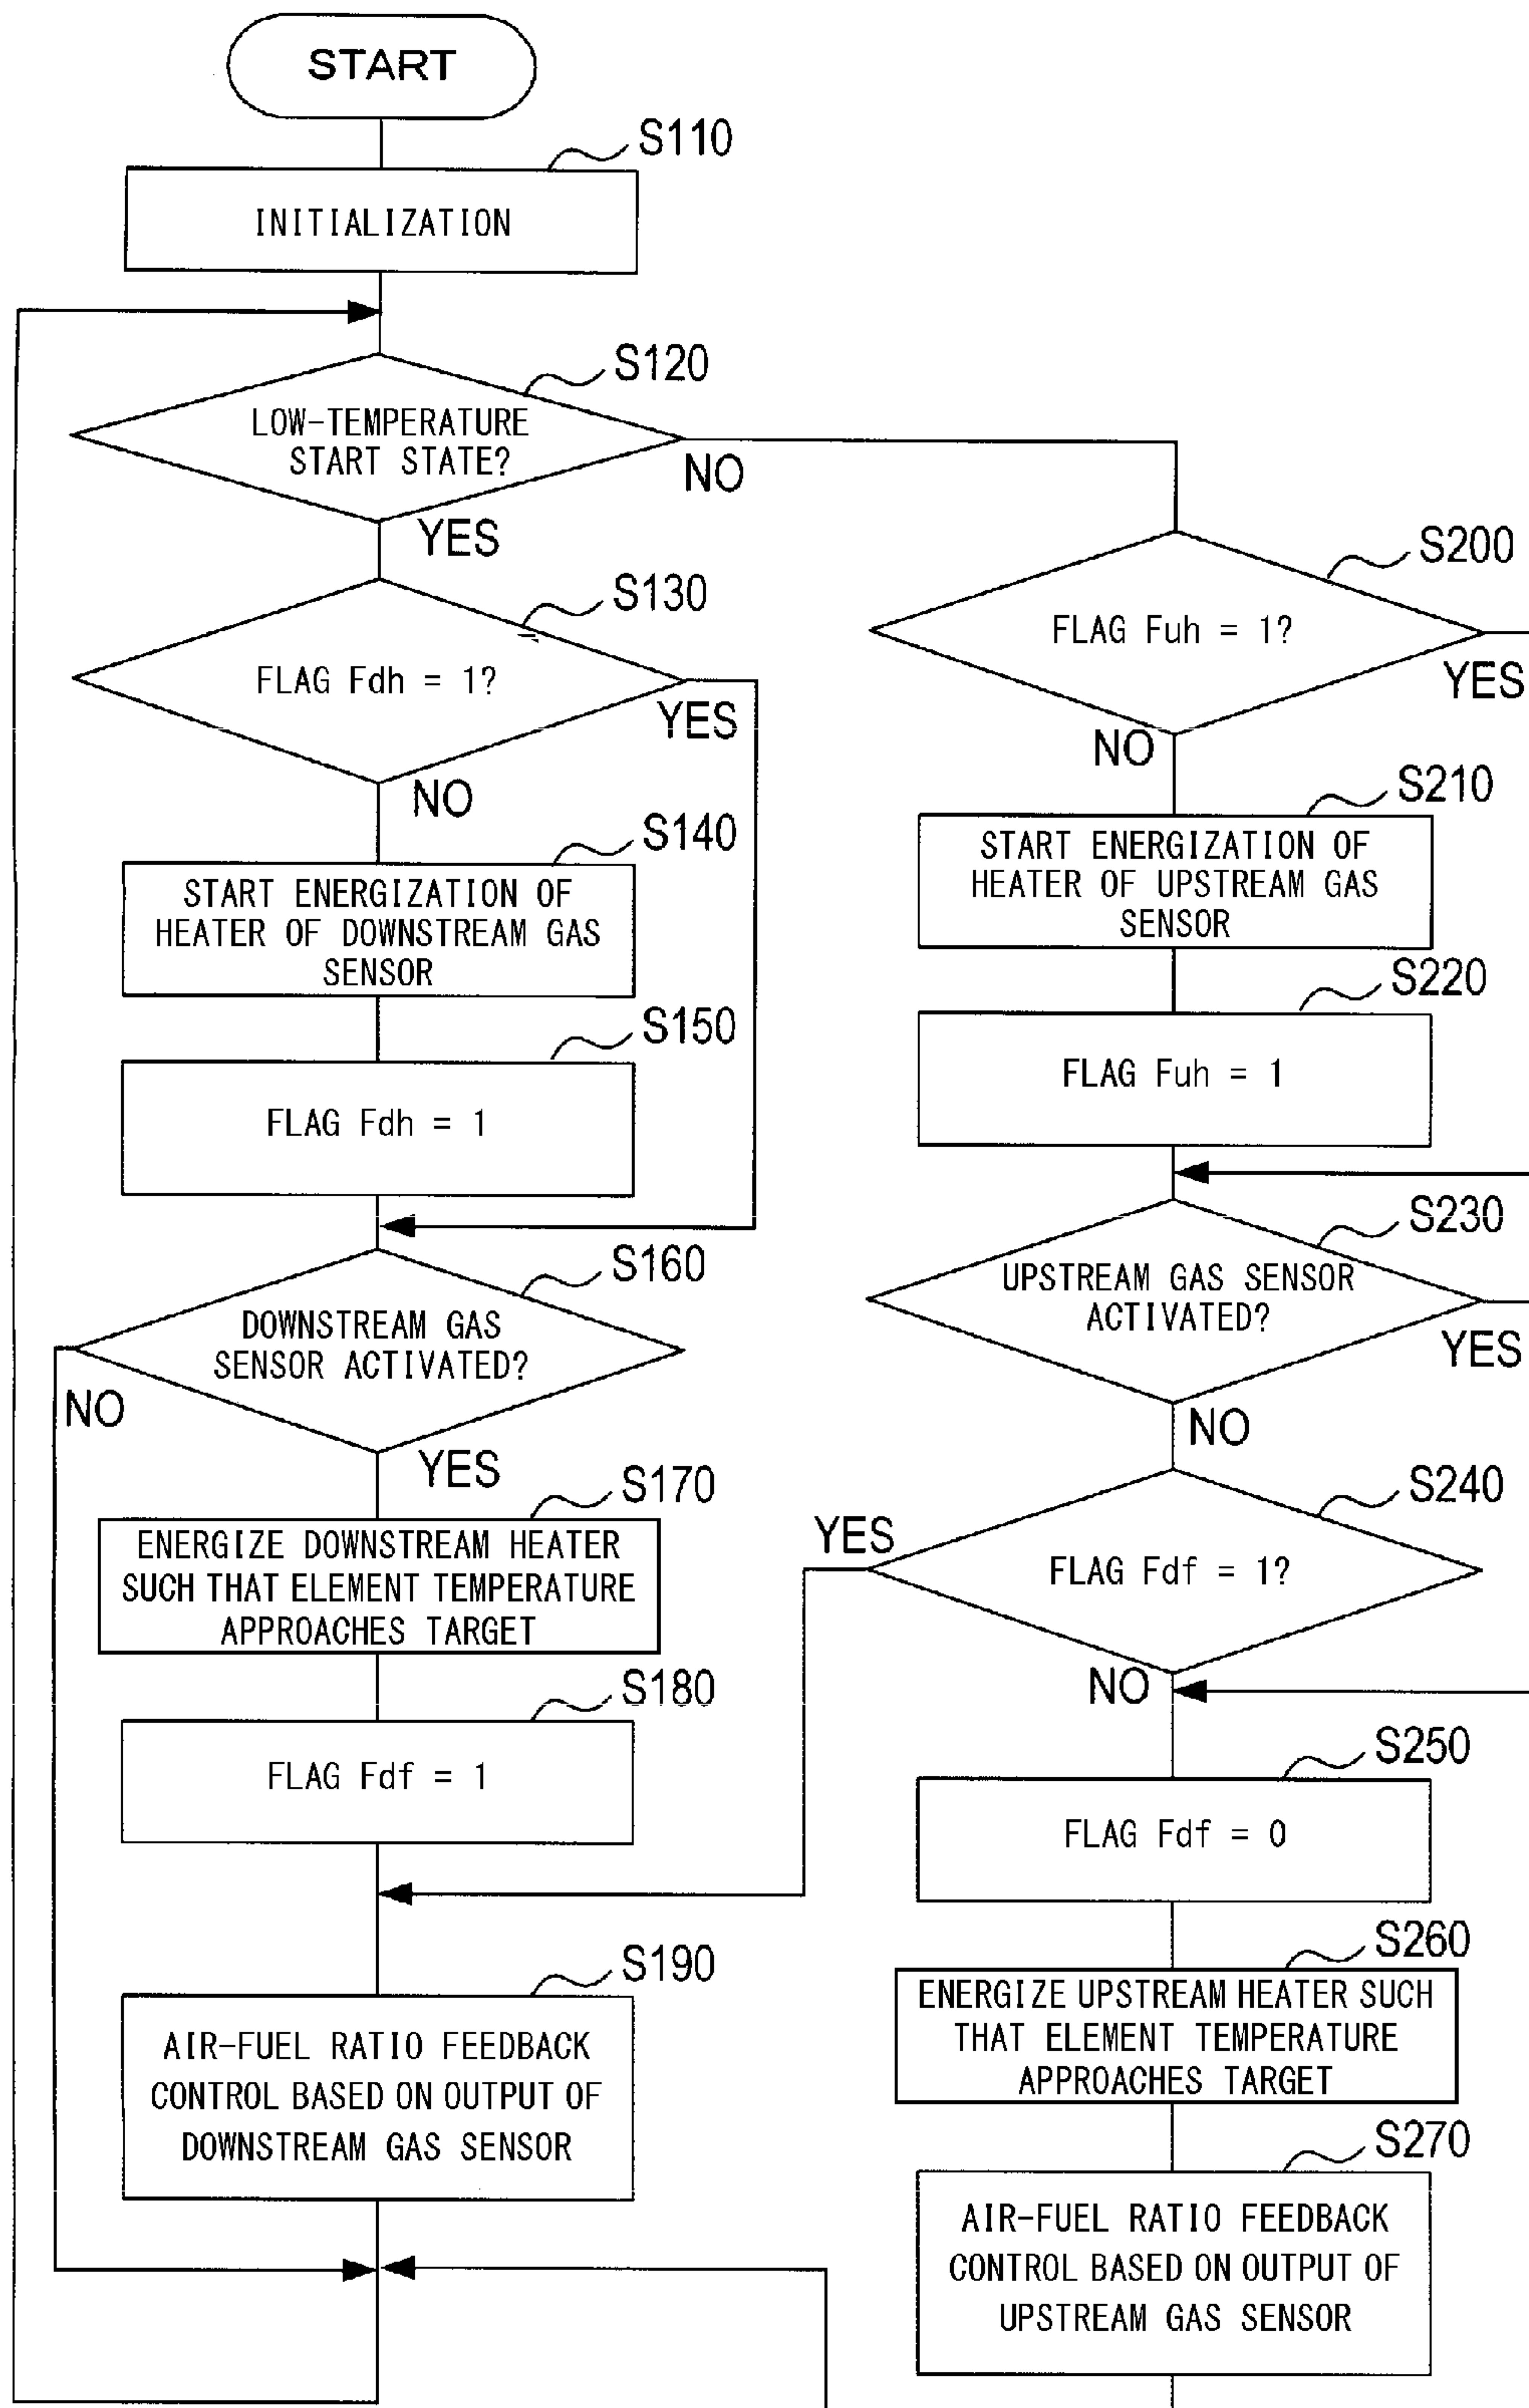 START
S110
INITIALIZATION
S120
LOW-TEMPERATURE
START STATE?
NO
YES
S130
FLAG Fdh = 1?
YES
NO
S140
START ENERGIZATION OF
HEATER OF DOWNSTREAM GAS
SENSOR
S150
FLAG Fdh = 1
S160
DOWNSTREAM GAS
SENSOR ACTIVATED?
NO
YES
S170
ENERGIZE DOWNSTREAM HEATER
SUCH THAT ELEMENT TEMPERATURE
APPROACHES TARGET
S180
FLAG Fdf = 1
S190
AIR-FUEL RATIO FEEDBACK
CONTROL BASED ON OUTPUT OF
DOWNSTREAM GAS SENSOR
S200
FLAG Fuh = 1?
YES
NO
S210
START ENERGIZATION OF
HEATER OF UPSTREAM GAS
SENSOR
S220
FLAG Fuh = 1
S230
UPSTREAM GAS SENSOR
ACTIVATED?
YES
NO
S240
YES
FLAG Fdf = 1?
NO
S250
FLAG Fdf = 0
S260
ENERGIZE UPSTREAM HEATER SUCH
THAT ELEMENT TEMPERATURE
APPROACHES TARGET
S270
AIR-FUEL RATIO FEEDBACK
CONTROL BASED ON OUTPUT OF
UPSTREAM GAS SENSOR